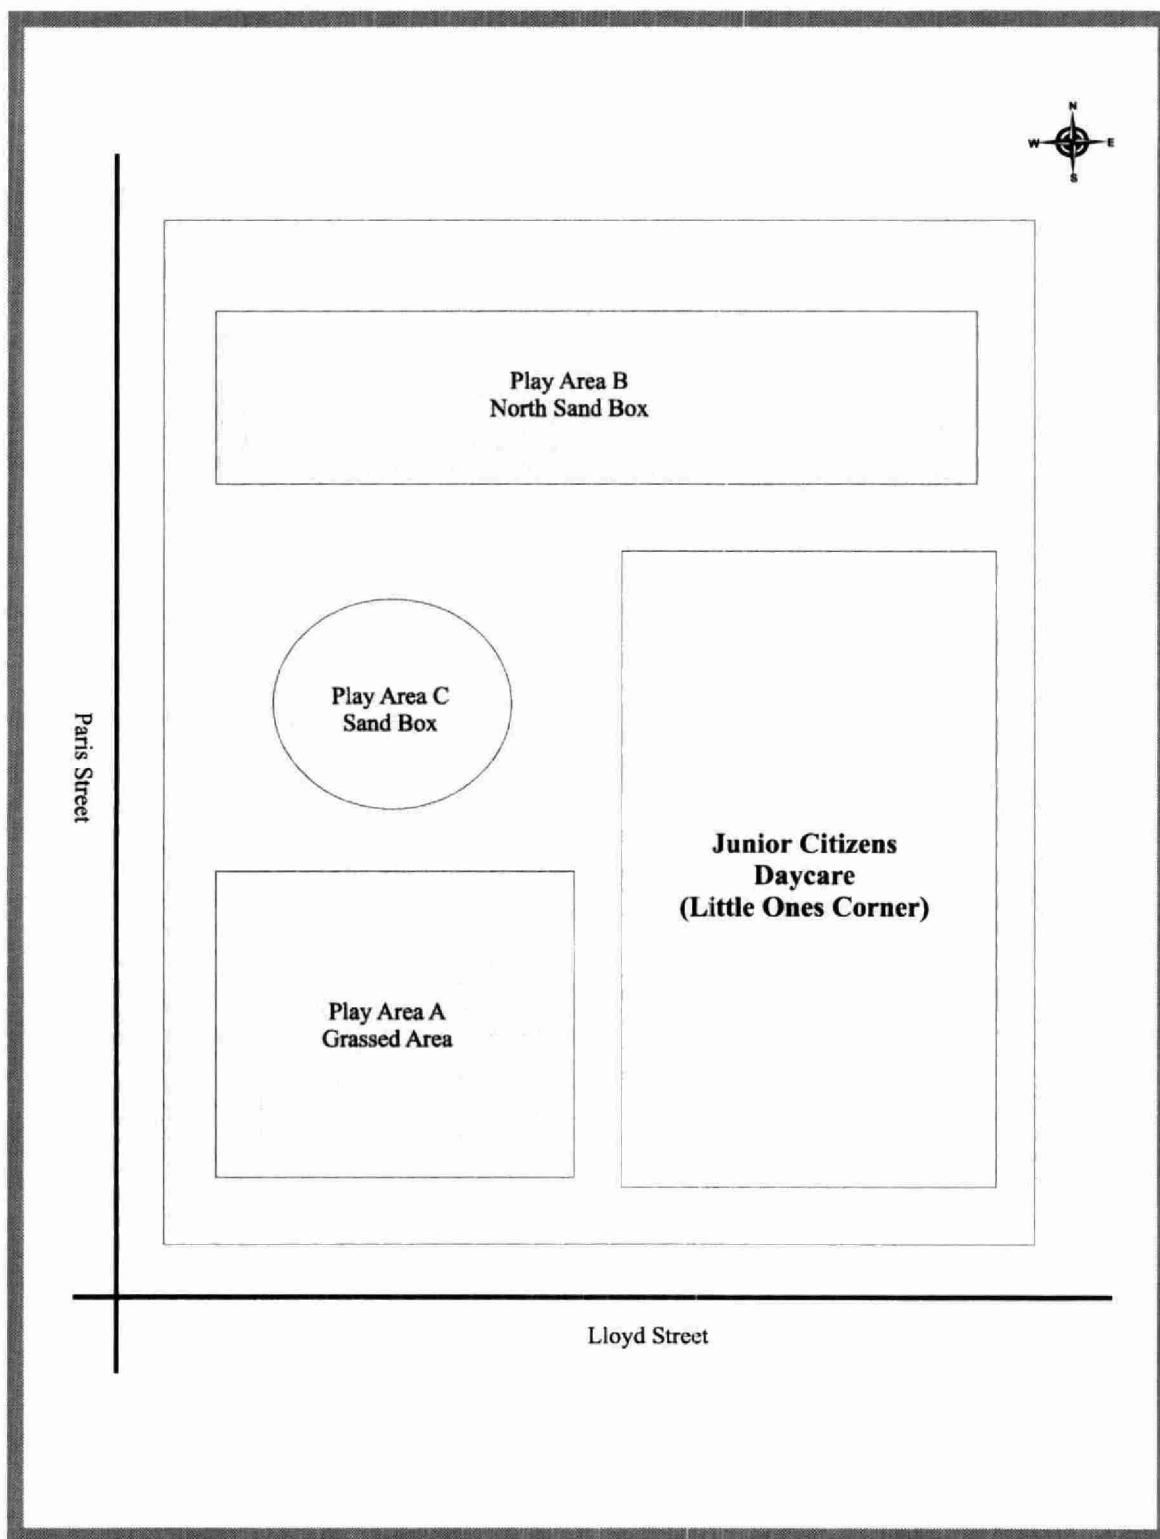 N
W E
S
Play Area B
North Sand Box
Play Area C
Sand Box
Paris Street
Junior Citizens
Daycare
(Little Ones Corner)
Play Area A
Grassed Area
Lloyd Street